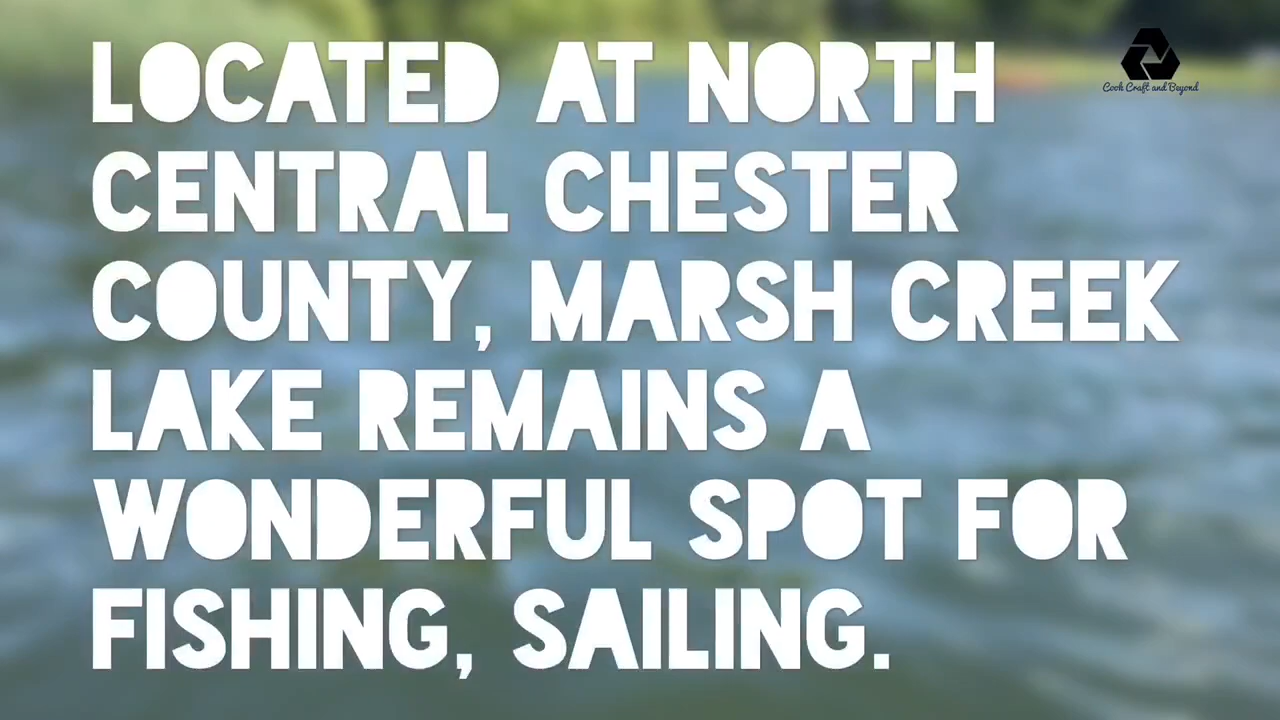 LOCATED AT NORTH
CENTRAL CHESTER
COUNTY, MARSH CREEK
LAKE REMAINS A
WONDERFUL SPOT FOR
FISHING, SAILING.
Cook Craft and Beyond